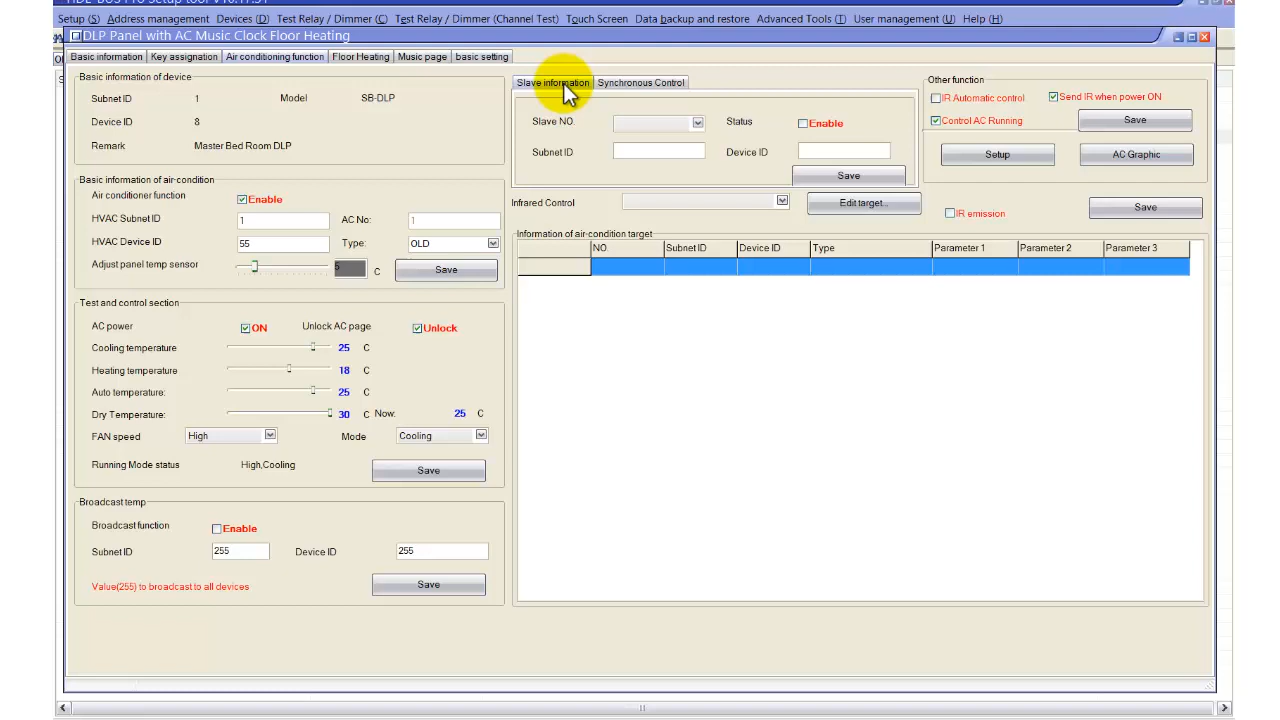 HDL-BUS Pro Setup tool V10.17.31
Setup (S) Address management Devices (D) Test Relay / Dimmer (C) Test Relay / Dimmer (Channel Test) Touch Screen Data backup and restore Advanced Tools (T) User management (U) Help (H)
DLP Panel with AC Music Clock Floor Heating
Basic information Key assignation Air conditioning function Floor Heating Music page basic setting
Basic information of device
Subnet ID 1 Model SB-DLP
Device ID 8
Remark Master Bed Room DLP
Basic information of air-condition
Air conditioner function Enable
HVAC Subnet ID 1 AC No: 1
HVAC Device ID 55 Type: OLD
Adjust panel temp sensor 5 C Save
Test and control section
AC power ON Unlock AC page Unlock
Cooling temperature 25 C
Heating temperature 18 C
Auto temperature: 25 C
Dry Temperature: 30 C Now: 25 C
FAN speed High Mode Cooling
Running Mode status High,Cooling Save
Broadcast temp
Broadcast function Enable
Subnet ID 255 Device ID 255
Value(255) to broadcast to all devices Save
Slave information Synchronous Control
Slave NO. Status Enable
Subnet ID Device ID
Save
Other function
IR Automatic control Send IR when power ON
Control AC Running Save
Setup AC Graphic
Infrared Control Edit target... IR emission Save
Information of air-condition target
NO. Subnet ID Device ID Type Parameter 1 Parameter 2 Parameter 3